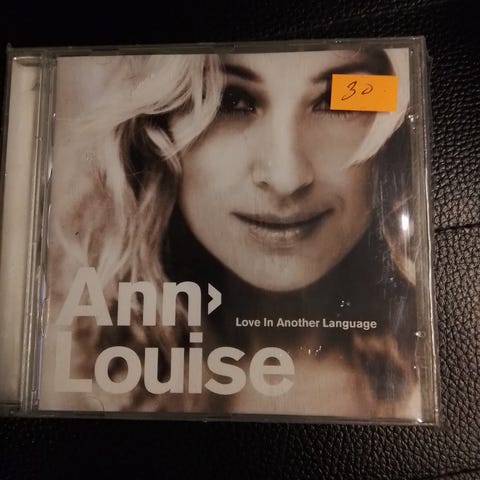 30
Ann>
Love In Another Language
Louise